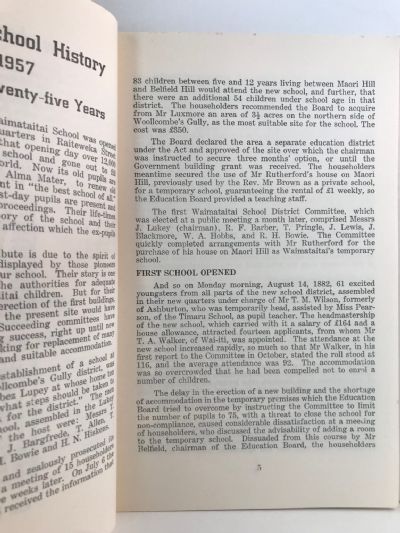 chool History
1957
wenty-five Years
aimataitai School was opened
uarters in Raiteweka Street
that opening day over 12,000
school and gone out to
orld. Now its old pupils are
Alma Mater, to renew old
nt in "the best school of all,"
st-day pupils are present and
proceedings. Their life-times
ory of the school and their
affection which the ex-pupils
bute is due to the spirit of
displayed by those pioneers
ur school. Their story is one
the authorities for adequate
itai children. But for their
erection of the first buildings,
the present site would have
Succeeding committees have
y success, right up until now
king for replacement of
and suitable accommodation.
establishment of a school at
llcombe's Gully district, was
bez Lupey at whose
what steps should be taken to
l for the district." The
school, assembled in the
of the host were: Messrs
J. Bargfrede, T. Allen,
H. Bowie and H. N. Hiskens.
and zealously prosecuted in
a meeting of 15 householders
weeks later. On July 6 the
received the information that
83 children between five and 12 years living between Maori Hill
and Belfield Hill would attend the new school, and further, that
there were an additional 54 children under school age in that
district. The householders recommended the Board to acquire
from Mr Luxmore an area of 3½ acres on the northern side of
Woollcombe's Gully, as the most suitable site for the school. The
cost was £350.
The Board declared the area a separate education district
under the Act and approved of the site over which the chairman
was instructed to secure three months' option, or until the
Government building grant was received. The householders
meantime secured the use of Mr Rutherford's house on Maori
Hill, previously used by the Rev. Mr Brown as a private school,
for a temporary school, guaranteeing the rental of £1 weekly, so
the Education Board provided a teaching staff.
The first Waimataitai School District Committee, which
was elected at a public meeting a month later, comprised Messrs
J. Lukey (chairman), R. F. Barber, T. Pringle, J. Lewis, J.
Blackmore, W. A. Hobbs, and R. H. Bowie. The Committee
quickly completed arrangements with Mr Rutherford for the
purchase of his house on Maori Hill as Waimataitai's temporary
school.
FIRST SCHOOL OPENED
And so on Monday morning, August 14, 1882, 61 excited
youngsters from all parts of the new school district, assembled
in their new quarters under charge of Mr T. M. Wilson, formerly
of Ashburton, who was temporary head, assisted by Miss Pear-
son, of the Timaru School, as pupil teacher. The headmastership
of the new school, which carried with it a salary of £164 and a
house allowance, attracted fourteen applicants, from whom Mr
T. A. Walker, of Wai-iti, was appointed. The attendance at the
new school increased rapidly, so much so that Mr Walker, in his
first report to the Committee in October, stated the roll stood at
116, and the average attendance was 92. The accommodation
was so overcrowded that he had been compelled not to enrol a
number of children.
The delay in the erection of a new building and the shortage
of accommodation in the temporary premises which the Education
Board tried to overcome by instructing the Committee to limit
the number of pupils to 75, with a threat to close the school for
non-compliance, caused considerable dissatisfaction at a meeting
of householders, who discussed the advisability of adding a room
to the temporary school. Dissuaded from this course by Mr
Belfield, chairman of the Education Board, the householders
5